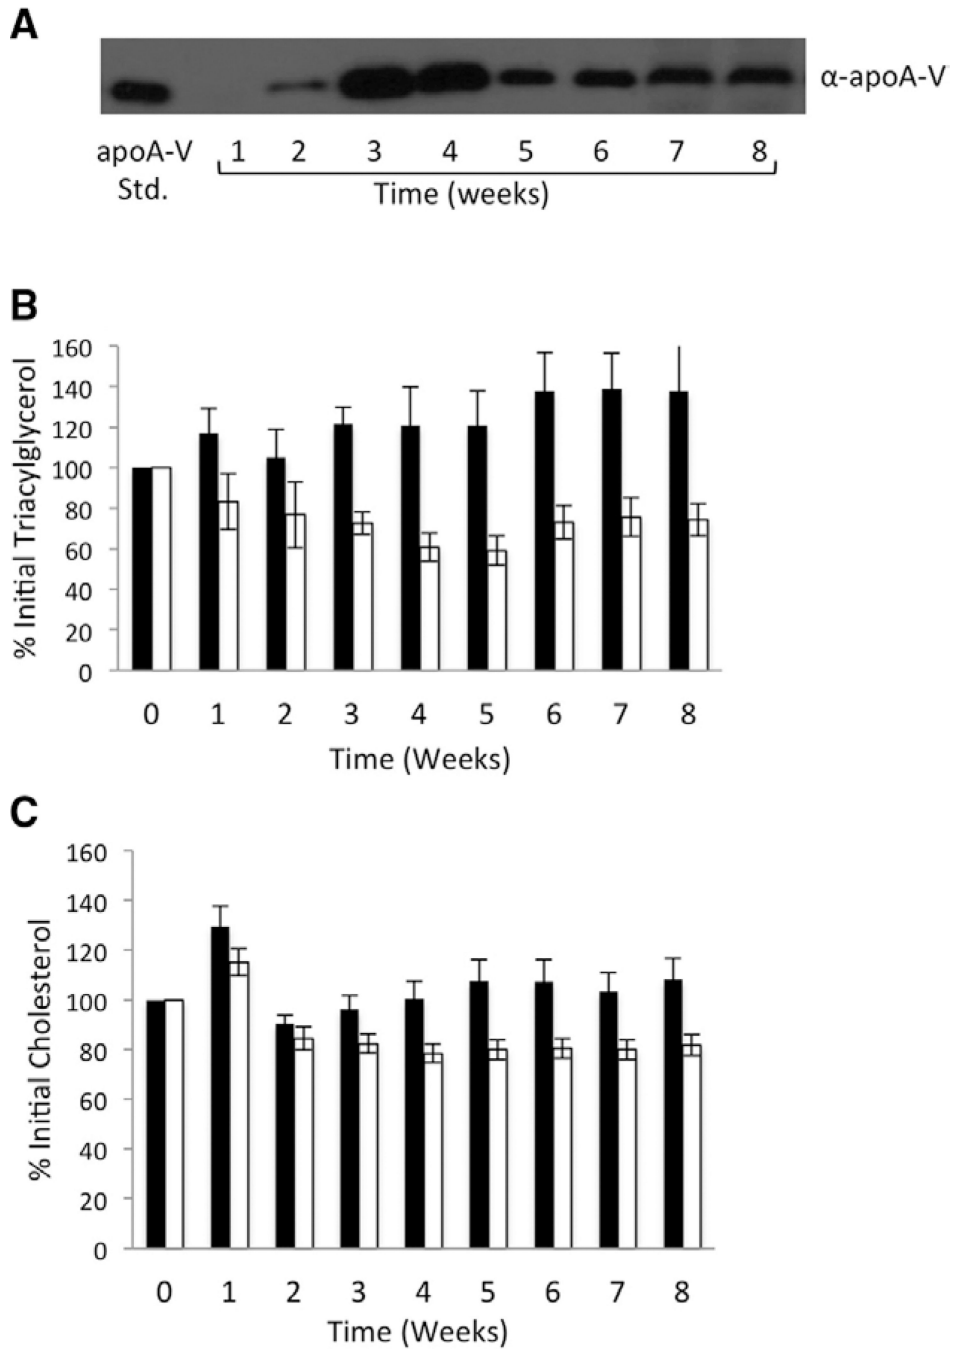 A
α-apoA-V
apoA-V 1 2 3 4 5 6 7 8
Std. Time (weeks)
B
% Initial Triacylglycerol
160
140
120
100
80
60
40
20
0
0 1 2 3 4 5 6 7 8
Time (Weeks)
C
% Initial Cholesterol
160
140
120
100
80
60
40
20
0
0 1 2 3 4 5 6 7 8
Time (Weeks)